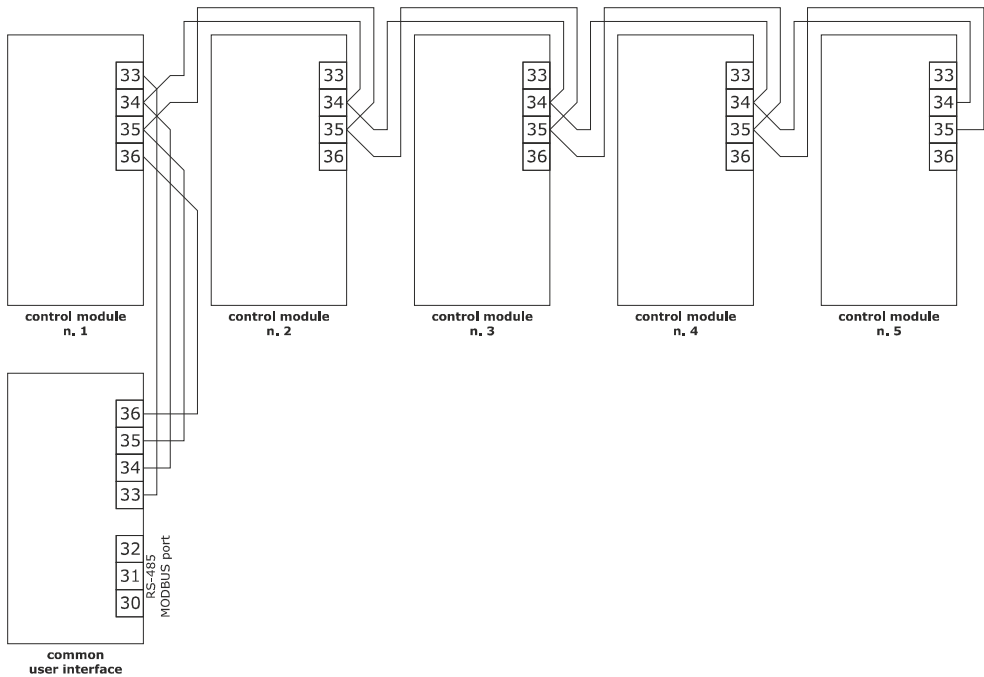 33
34
35
36
control module
n. 1
33
34
35
36
control module
n. 2
33
34
35
36
control module
n. 3
33
34
35
36
control module
n. 4
33
34
35
36
control module
n. 5
36
35
34
33
32
31
30
RS-485
MODBUS port
common
user interface